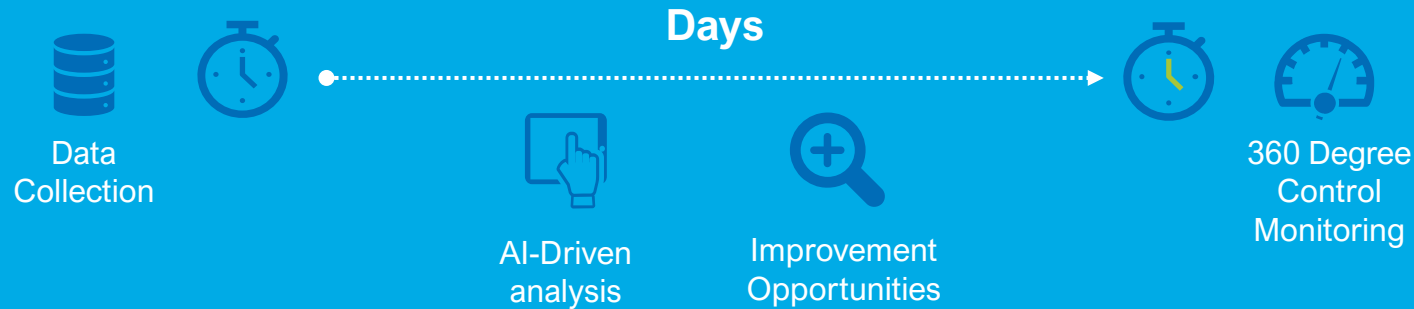 Days
Data
Collection
AI-Driven
analysis
Improvement
Opportunities
360 Degree
Control
Monitoring